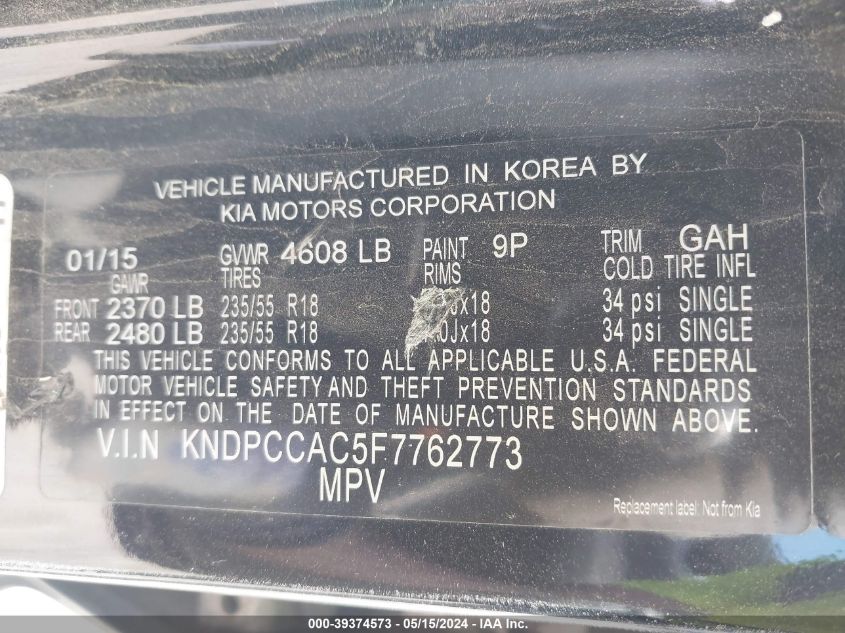 VEHICLE MANUFACTURED IN KOREA BY
KIA MOTORS CORPORATION
01/15 GVWR 4608 LB PAINT 9P TRIM GAH
GAWR TIRES RIMS COLD TIRE INFL
FRONT 2370 LB 235/55 R18 Jx18 34 psi SINGLE
REAR 2480 LB 235/55 R18 .0Jx18 34 psi SINGLE
THIS VEHICLE CONFORMS TO ALL APPLICABLE U.S.A. FEDERAL
MOTOR VEHICLE SAFETY AND THEFT PREVENTION STANDARDS
IN EFFECT ON THE DATE OF MANUFACTURE SHOWN ABOVE.
V.I.N KNDPCCAC5F7762773
MPV
Replacement label: Not from Kia
000-39374573 - 05/15/2024 - IAA Inc.